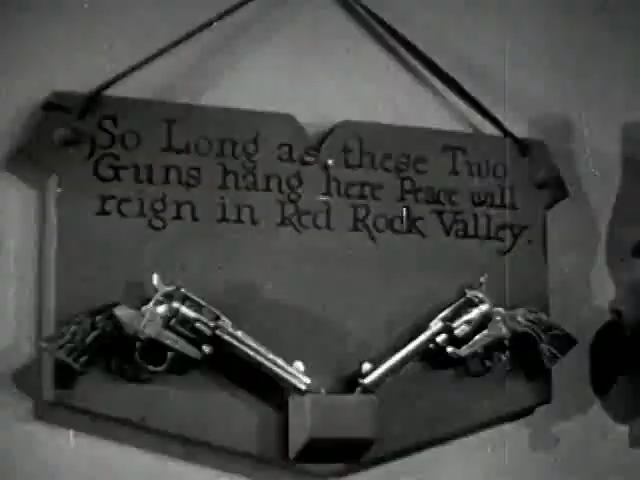 So Long as these Two
Guns hang here Peace will
reign in Red Rock Valley.